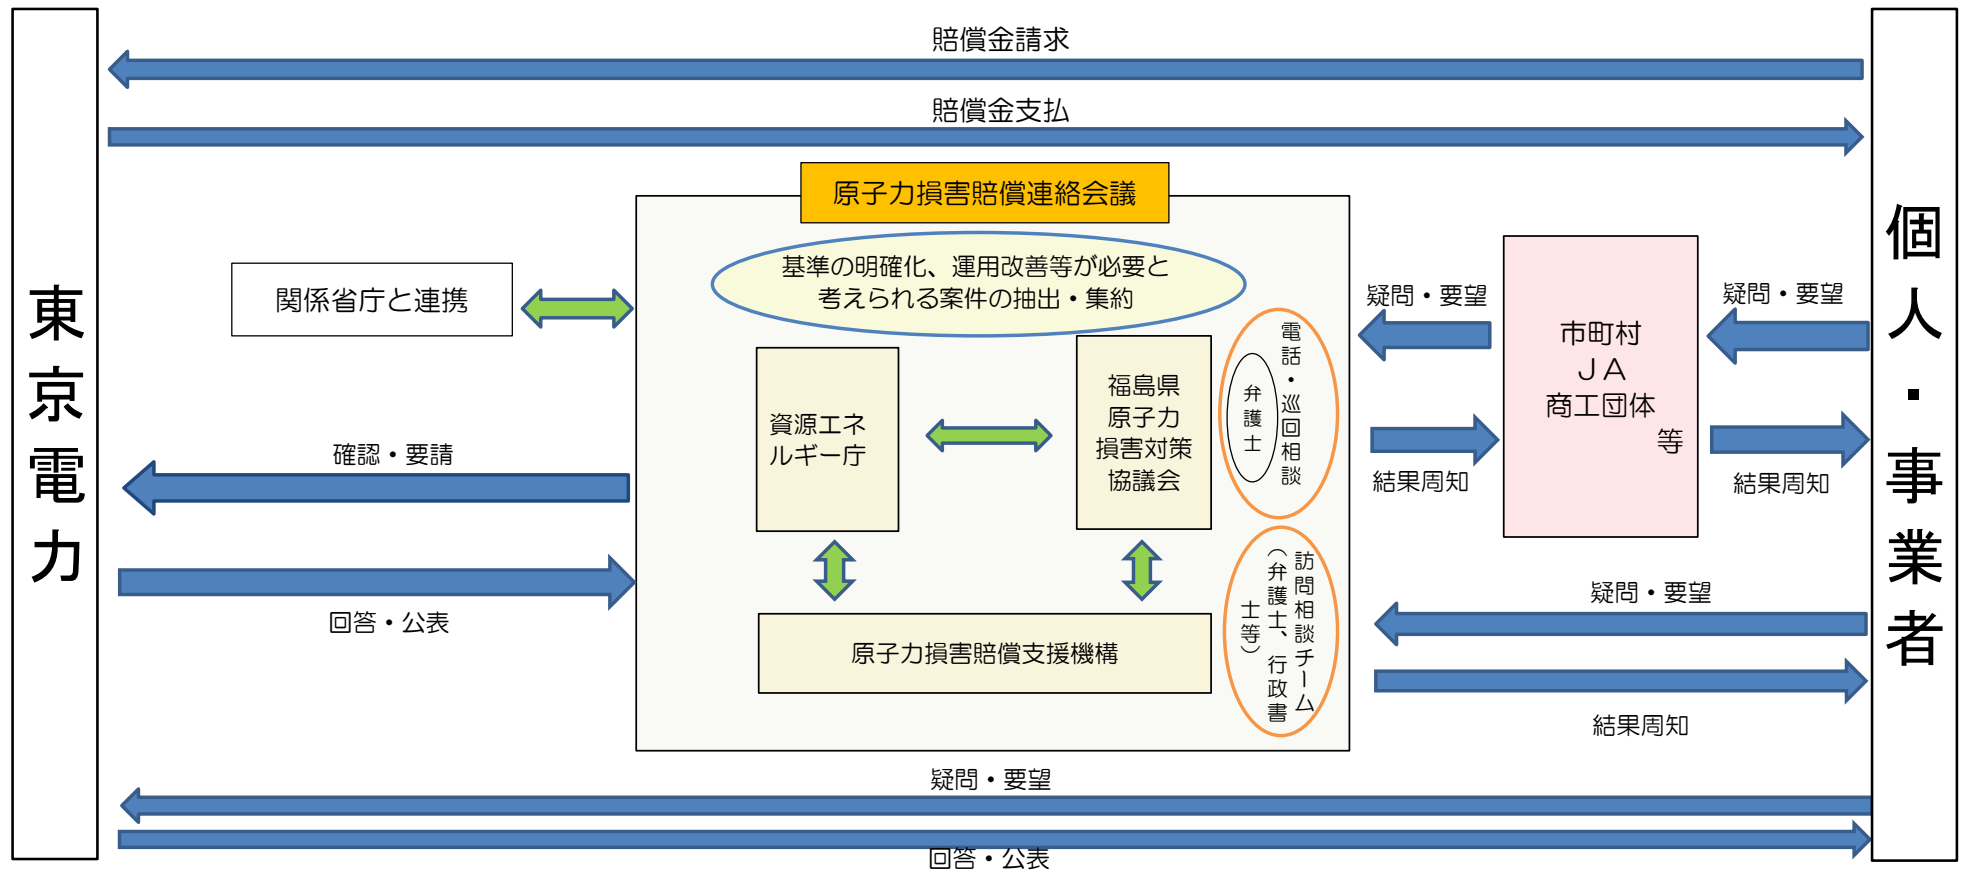 賠償金請求
賠償金支払
原子力損害賠償連絡会議
基準の明確化、運用改善等が必要と
考えられる案件の抽出・集約
東京電力
関係省庁と連携
確認・要請
回答・公表
資源エネ
ルギー庁
福島県
原子力
損害対策
協議会
原子力損害賠償支援機構
電話・巡回相談
弁護士
訪問相談チーム
(弁護士、行政書
士等)
疑問・要望
結果周知
市町村
JA
商工団体
等
疑問・要望
結果周知
疑問・要望
結果周知
個人・事業者
疑問・要望
回答・公表